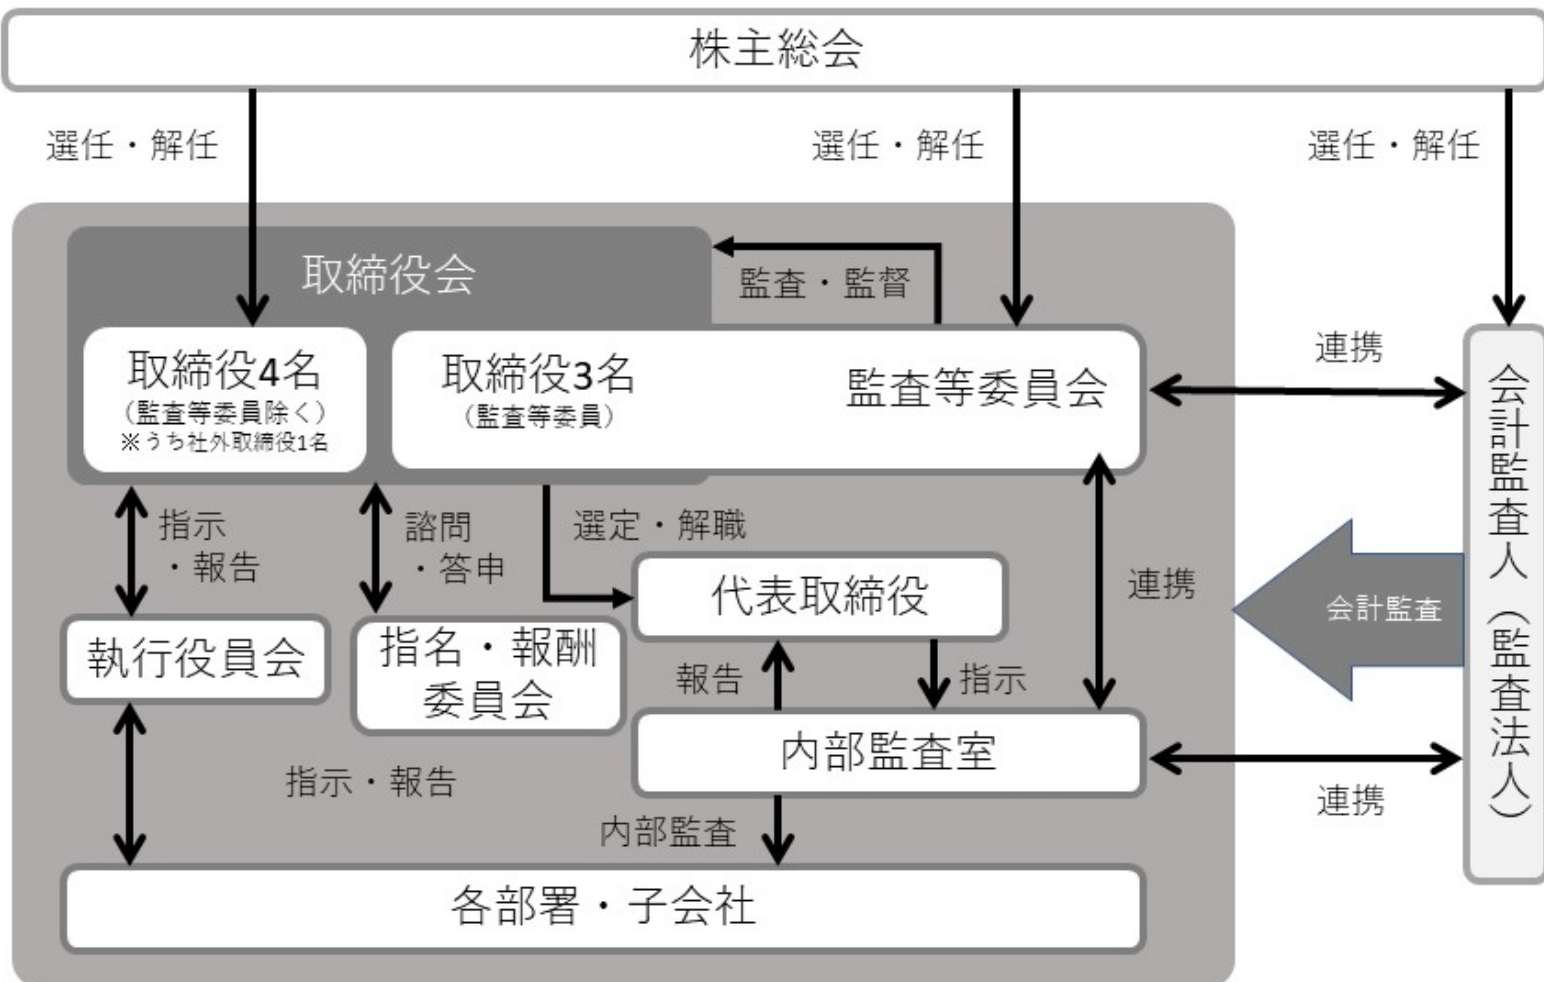 株主総会
選任・解任
選任・解任
選任・解任
取締役会
監査・監督
取締役4名
（監査等委員除く）
※うち社外取締役1名
取締役3名
（監査等委員）
監査等委員会
連携
会計監査人（監査法人）
指示
・報告
諮問
・答申
選定・解職
代表取締役
連携
会計監査
執行役員会
指名・報酬
委員会
報告
指示
内部監査室
指示・報告
連携
内部監査
各部署・子会社